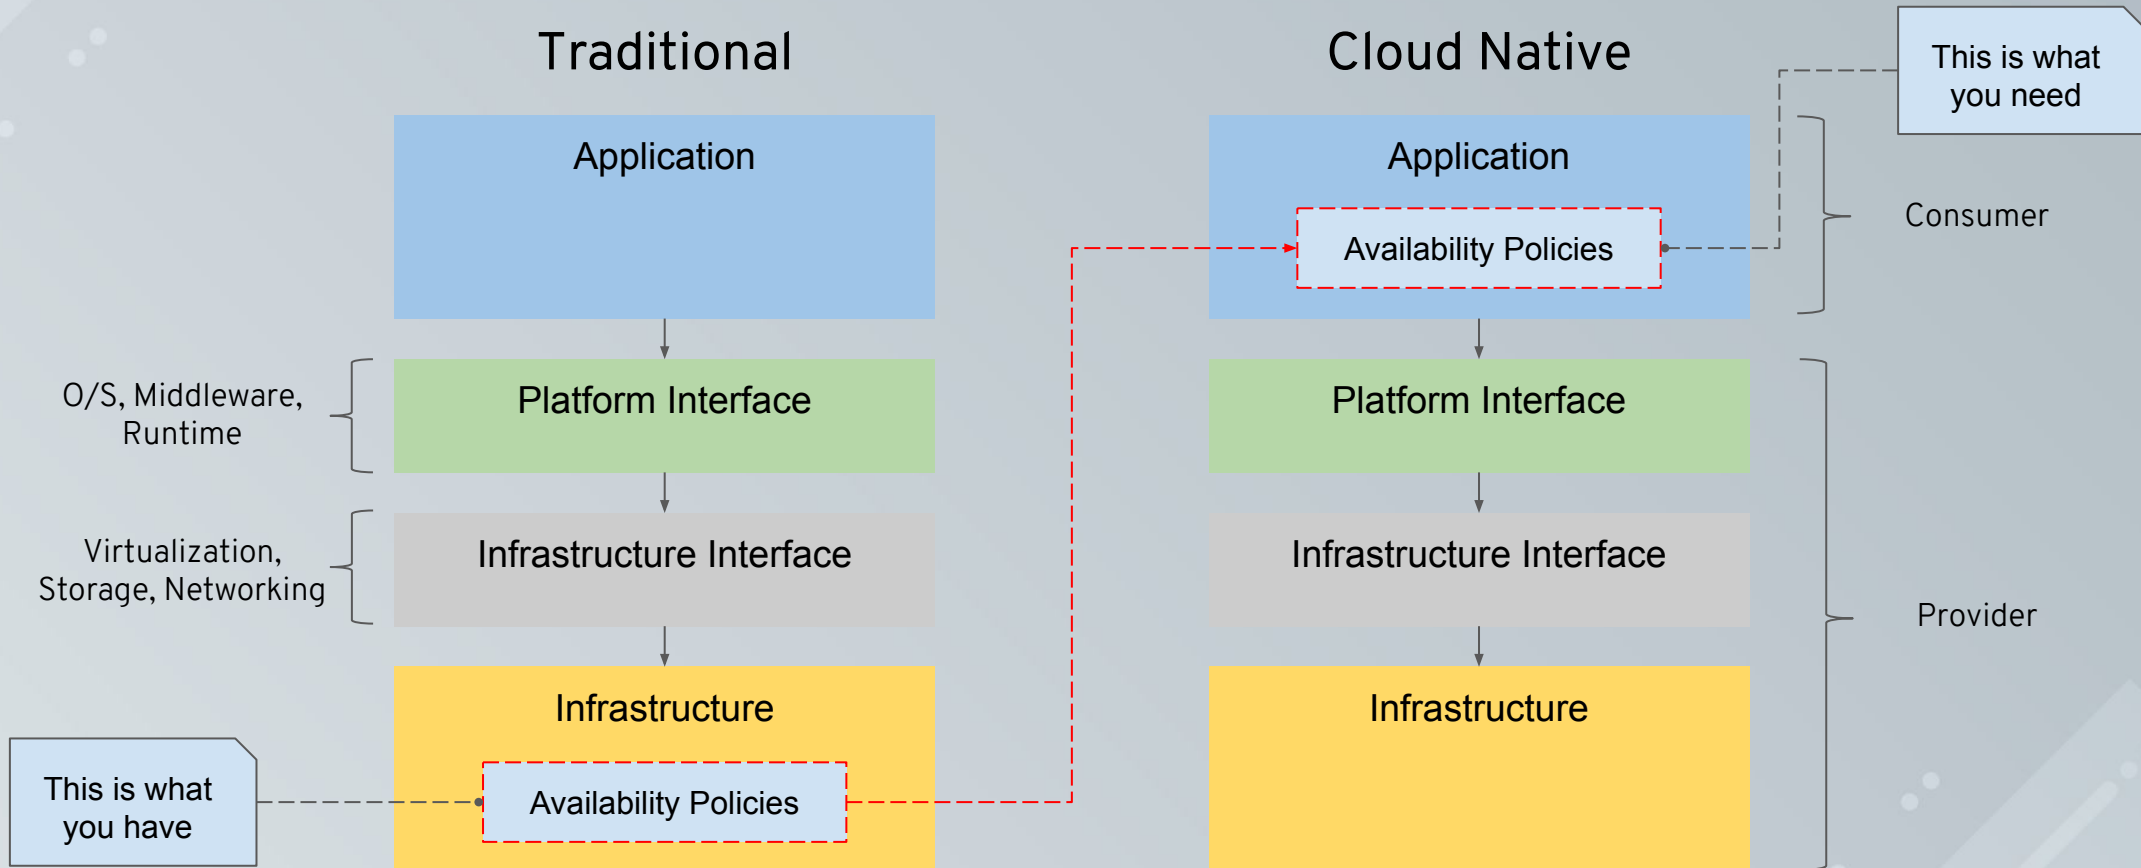 Traditional
Cloud Native
This is what
you need
Application
Application
Availability Policies
Consumer
O/S, Middleware,
Runtime
Platform Interface
Platform Interface
Virtualization,
Storage, Networking
Infrastructure Interface
Infrastructure Interface
Provider
Infrastructure
Infrastructure
This is what
you have
Availability Policies